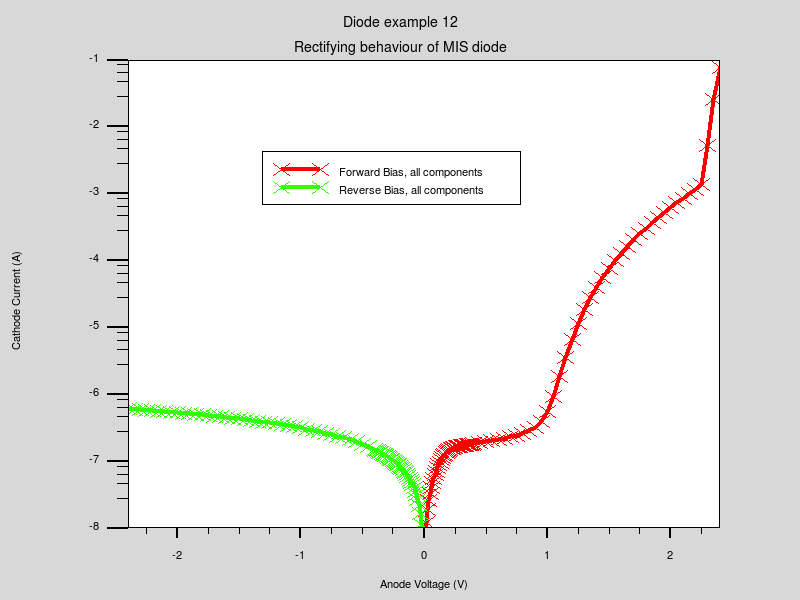 Diode example 12
Rectifying behaviour of MIS diode
-1
-2
-3
-4
-5
-6
-7
-8
Cathode Current (A)
Forward Bias, all components
Reverse Bias, all components
-2 -1 0 1 2
Anode Voltage (V)